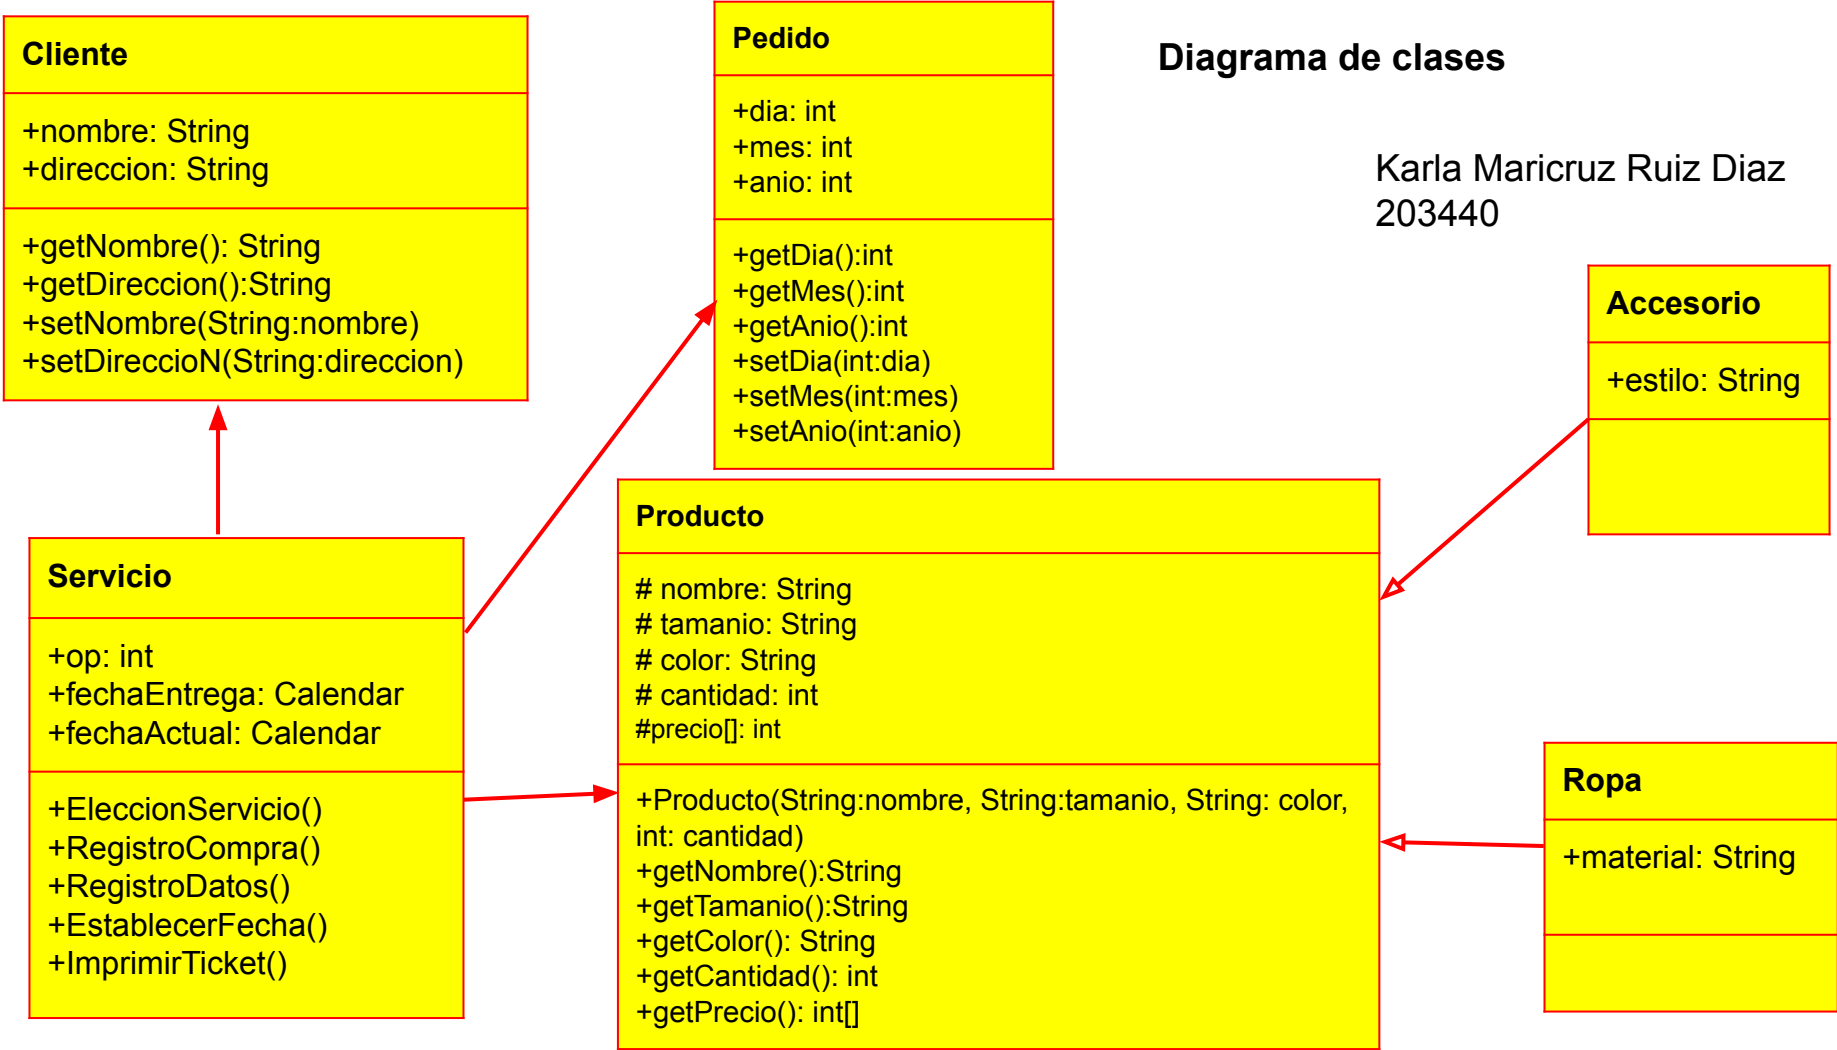 Cliente
+nombre: String
+direccion: String
+getNombre(): String
+getDireccion():String
+setNombre(String:nombre)
+setDireccioN(String:direccion)
Pedido
+dia: int
+mes: int
+anio: int
+getDia():int
+getMes():int
+getAnio():int
+setDia(int:dia)
+setMes(int:mes)
+setAnio(int:anio)
Diagrama de clases
Karla Maricruz Ruiz Diaz
203440
Accesorio
+estilo: String
Servicio
+op: int
+fechaEntrega: Calendar
+fechaActual: Calendar
+EleccionServicio()
+RegistroCompra()
+RegistroDatos()
+EstablecerFecha()
+ImprimirTicket()
Producto
# nombre: String
# tamanio: String
# color: String
# cantidad: int
#precio[]: int
+Producto(String:nombre, String:tamanio, String: color,
int: cantidad)
+getNombre():String
+getTamanio():String
+getColor(): String
+getCantidad(): int
+getPrecio(): int[]
Ropa
+material: String